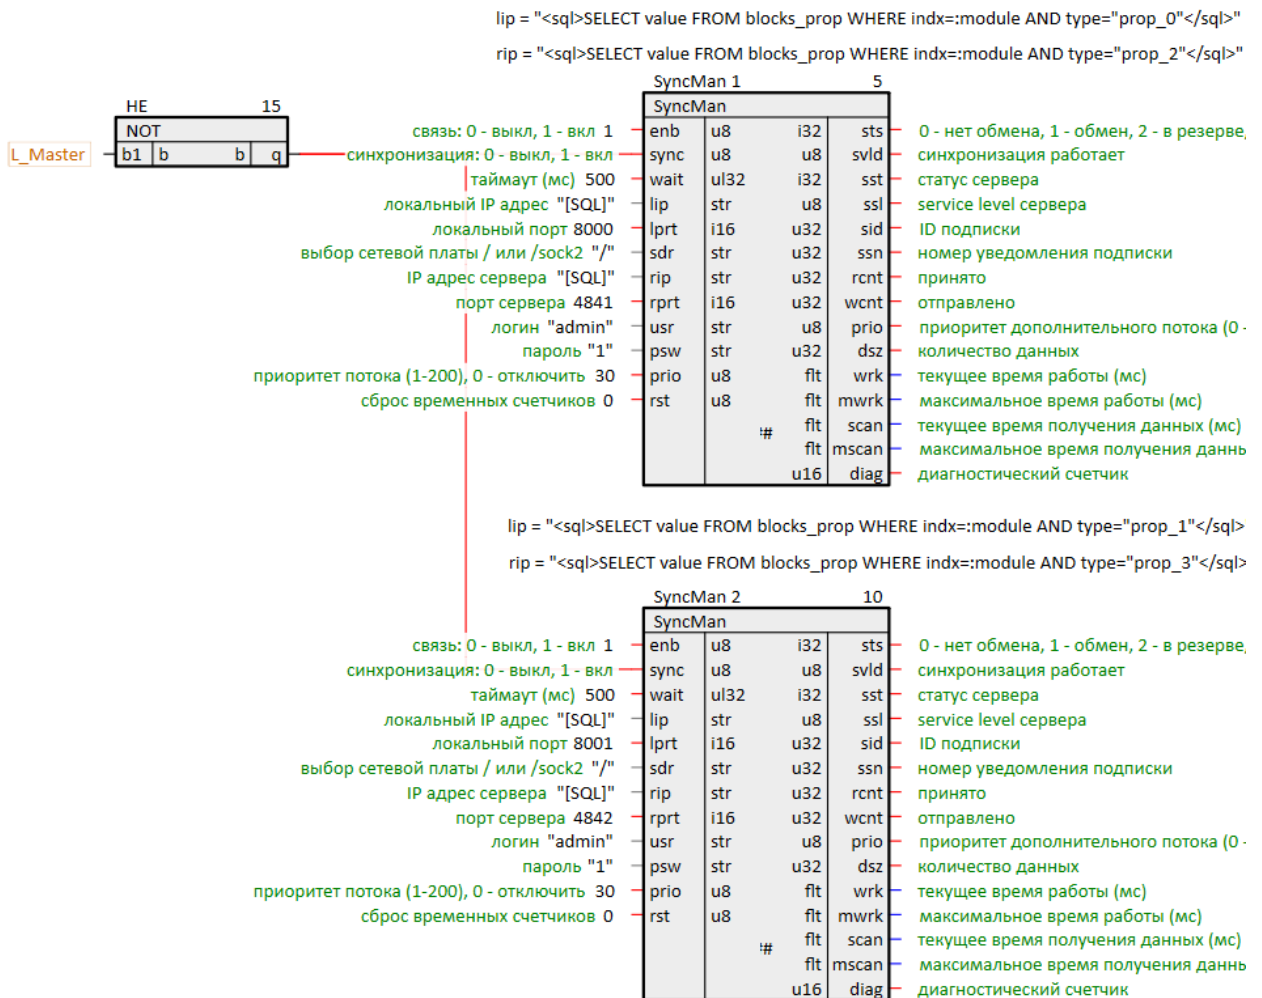 lip = "<sql>SELECT value FROM blocks_prop WHERE indx=:module AND type="prop_0"</sql>"
rip = "<sql>SELECT value FROM blocks_prop WHERE indx=:module AND type="prop_2"</sql>"
SyncMan 1 5
НЕ 15
SyncMan
NOT
связь: 0 - выкл, 1 - вкл 1 enb u8 i32 sts 0 - нет обмена, 1 - обмен, 2 - в резерве,
L_Master b1 b b q синхронизация: 0 - выкл, 1 - вкл sync u8 u8 svld синхронизация работает
таймаут (мс) 500 wait ul32 i32 sst статус сервера
локальный IP адрес "[SQL]" lip str u8 ssl service level сервера
локальный порт 8000 lprt i16 u32 sid ID подписки
выбор сетевой платы / или /sock2 "/" sdr str u32 ssn номер уведомления подписки
IP адрес сервера "[SQL]" rip str u32 rcnt принято
порт сервера 4841 rprt i16 u32 wcnt отправлено
логин "admin" usr str u8 prio приоритет дополнительного потока (0 -
пароль "1" psw str u32 dsz количество данных
приоритет потока (1-200), 0 - отключить 30 prio u8 flt wrk текущее время работы (мс)
сброс временных счетчиков 0 rst u8 flt mwrk максимальное время работы (мс)
# flt scan текущее время получения данных (мс)
flt mscan максимальное время получения данны
u16 diag диагностический счетчик
lip = "<sql>SELECT value FROM blocks_prop WHERE indx=:module AND type="prop_1"</sql>
rip = "<sql>SELECT value FROM blocks_prop WHERE indx=:module AND type="prop_3"</sql>
SyncMan 2 10
SyncMan
связь: 0 - выкл, 1 - вкл 1 enb u8 i32 sts 0 - нет обмена, 1 - обмен, 2 - в резерве,
синхронизация: 0 - выкл, 1 - вкл sync u8 u8 svld синхронизация работает
таймаут (мс) 500 wait ul32 i32 sst статус сервера
локальный IP адрес "[SQL]" lip str u8 ssl service level сервера
локальный порт 8001 lprt i16 u32 sid ID подписки
выбор сетевой платы / или /sock2 "/" sdr str u32 ssn номер уведомления подписки
IP адрес сервера "[SQL]" rip str u32 rcnt принято
порт сервера 4842 rprt i16 u32 wcnt отправлено
логин "admin" usr str u8 prio приоритет дополнительного потока (0 -
пароль "1" psw str u32 dsz количество данных
приоритет потока (1-200), 0 - отключить 30 prio u8 flt wrk текущее время работы (мс)
сброс временных счетчиков 0 rst u8 flt mwrk максимальное время работы (мс)
# flt scan текущее время получения данных (мс)
flt mscan максимальное время получения данны
u16 diag диагностический счетчик